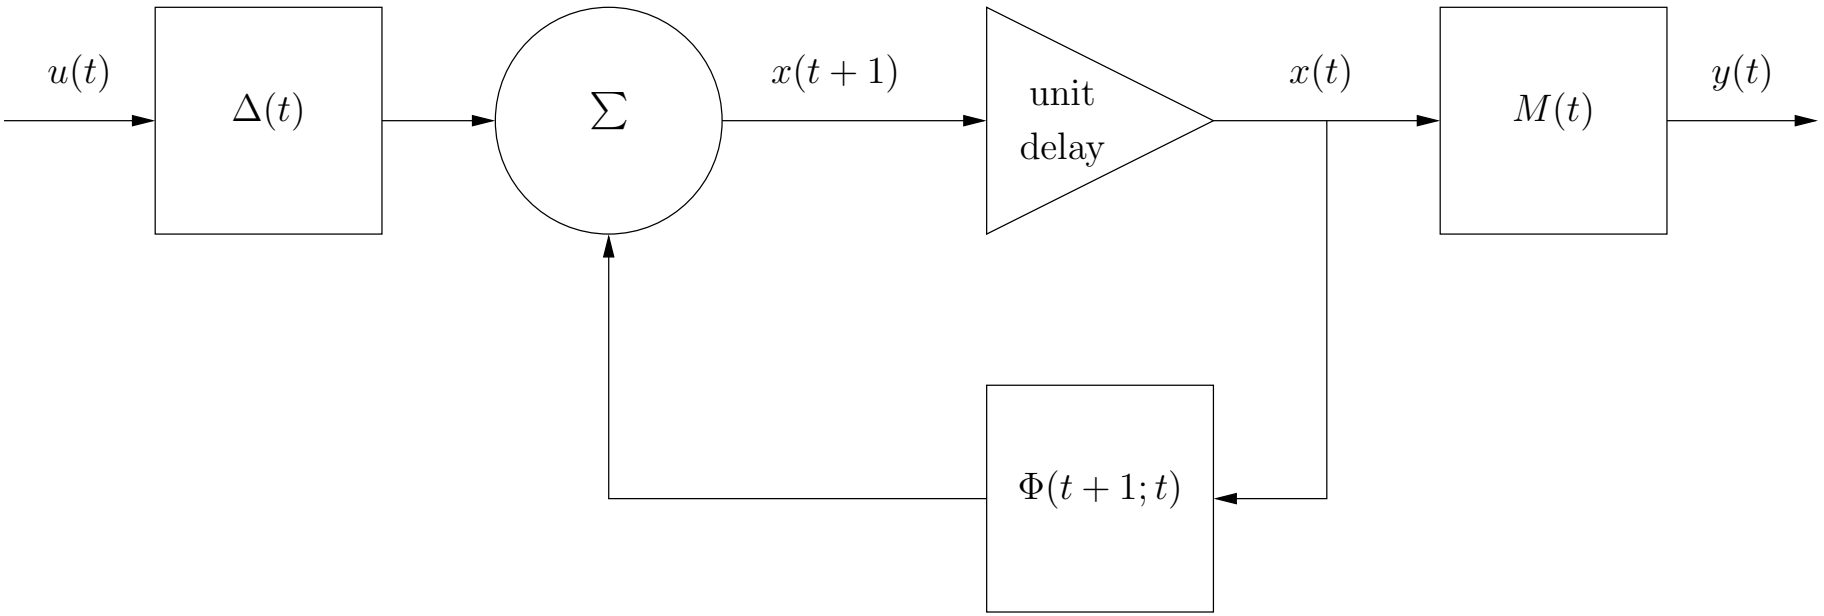 u(t)
Δ(t)
∑
x(t + 1)
unit
delay
x(t)
M(t)
y(t)
Φ(t + 1; t)